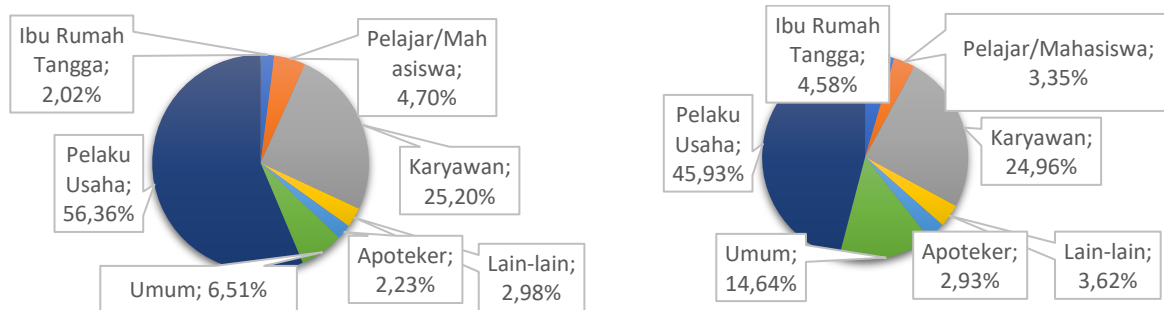 Ibu Rumah
Tangga;
2,02%
Pelajar/Mah
asiswa;
4,70%
Pelaku
Usaha;
56,36%
Karyawan;
25,20%
Umum; 6,51%
Apoteker;
2,23%
Lain-lain;
2,98%
Ibu Rumah
Tangga;
4,58%
Pelajar/Mahasiswa;
3,35%
Pelaku
Usaha;
45,93%
Karyawan;
24,96%
Umum;
14,64%
Apoteker;
2,93%
Lain-lain;
3,62%